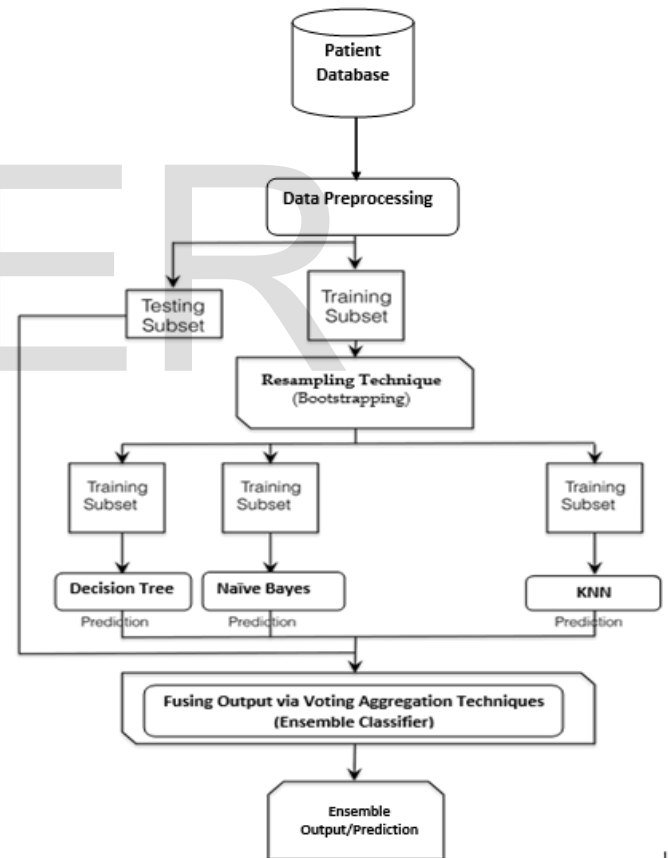 Patient
Database
Data Preprocessing
Testing
Subset
Training
Subset
Resampling Technique
(Bootstrapping)
Training
Subset
Training
Subset
Training
Subset
Decision Tree
Naïve Bayes
KNN
Prediction
Prediction
Prediction
Fusing Output via Voting Aggregation Techniques
(Ensemble Classifier)
Ensemble
Output/Prediction
ER